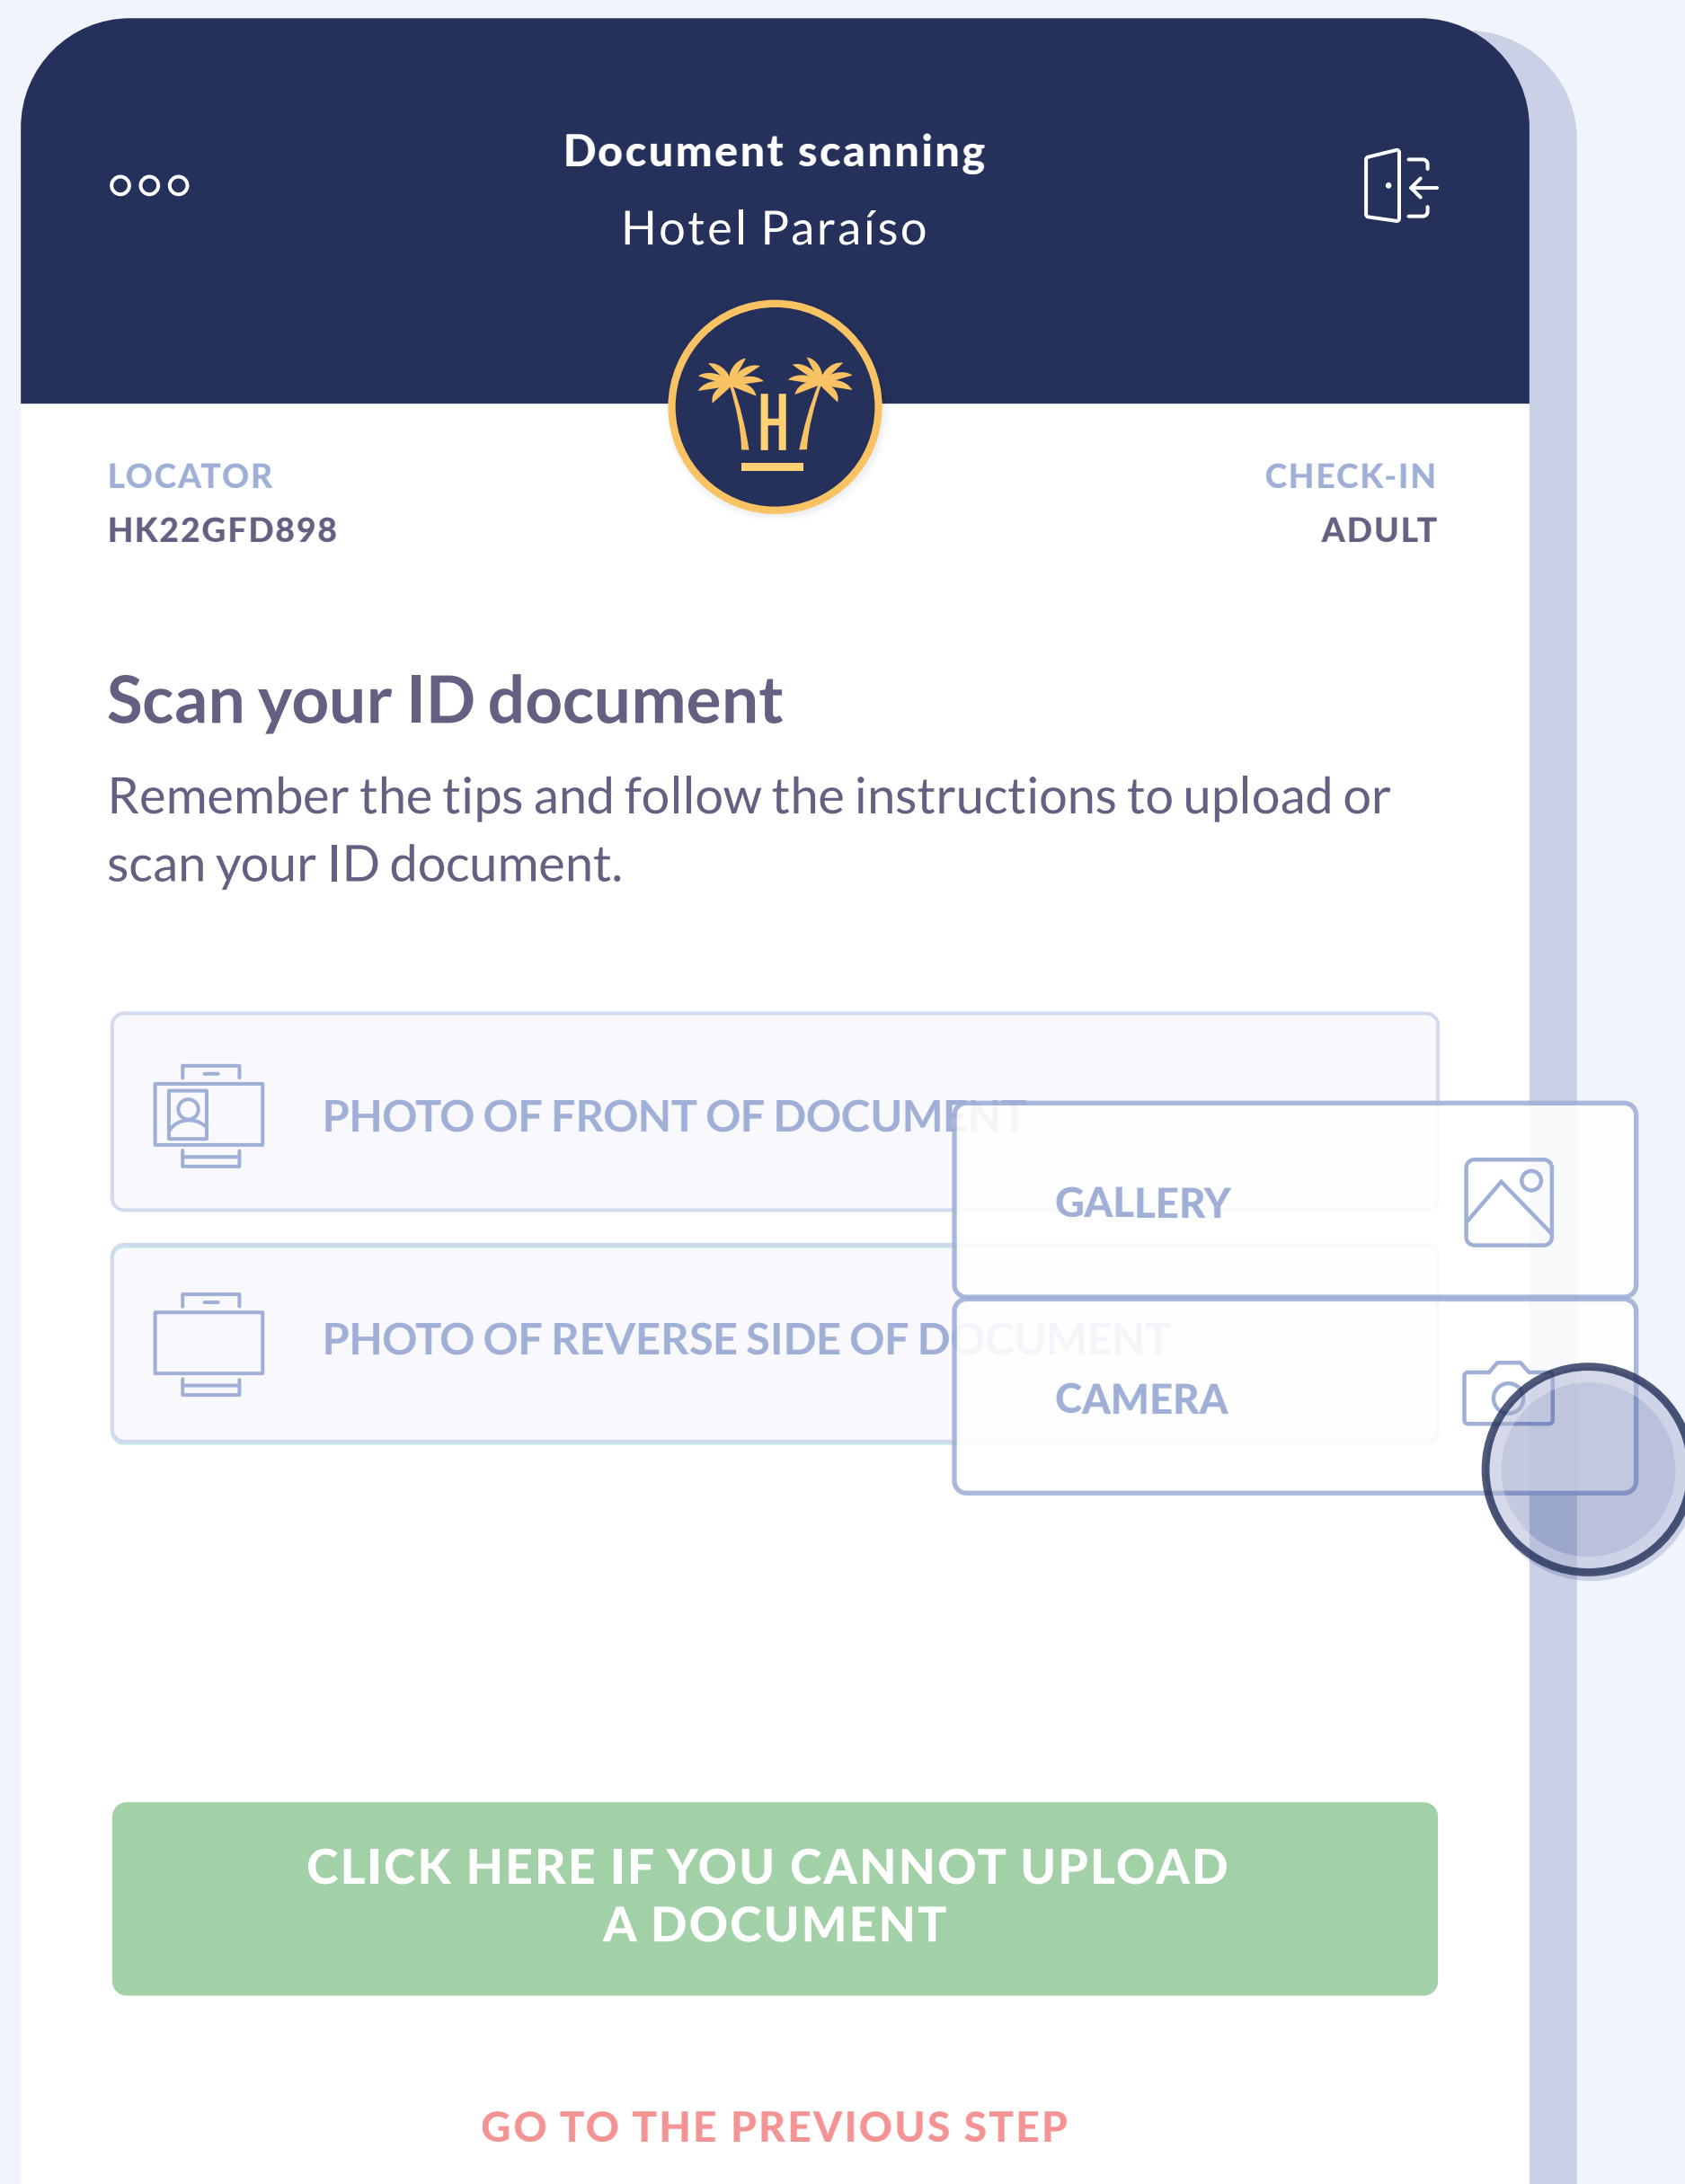 Document scanning
Hotel Paraíso
H
LOCATOR
HK22GFD898
CHECK-IN
ADULT
Scan your ID document
Remember the tips and follow the instructions to upload or
scan your ID document.
PHOTO OF FRONT OF DOCUMENT
GALLERY
PHOTO OF REVERSE SIDE OF DOCUMENT
CAMERA
CLICK HERE IF YOU CANNOT UPLOAD
A DOCUMENT
GO TO THE PREVIOUS STEP